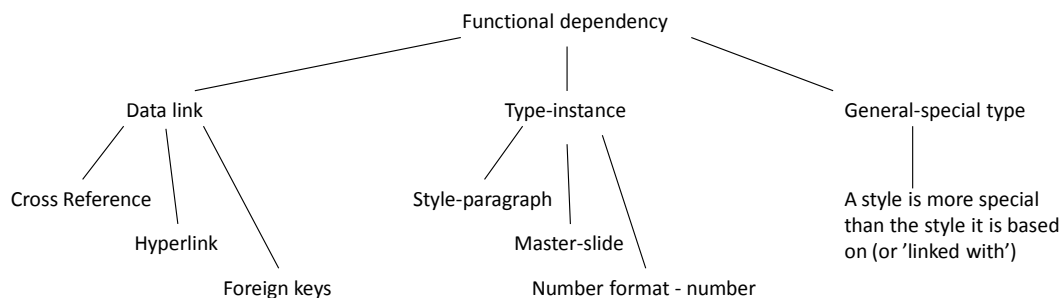 Functional dependency
Data link
Type-instance
General-special type
Cross Reference
Hyperlink
Foreign keys
Style-paragraph
Master-slide
Number format - number
A style is more special
than the style it is based
on (or ’linked with’)